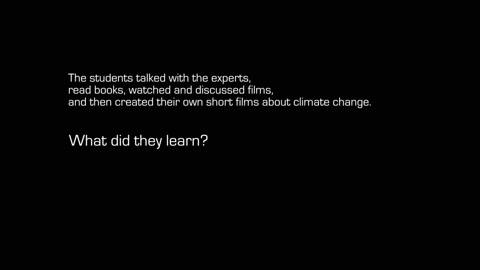 The students talked with the experts,
read books, watched and discussed films,
and then created their own short films about climate change.
What did they learn?